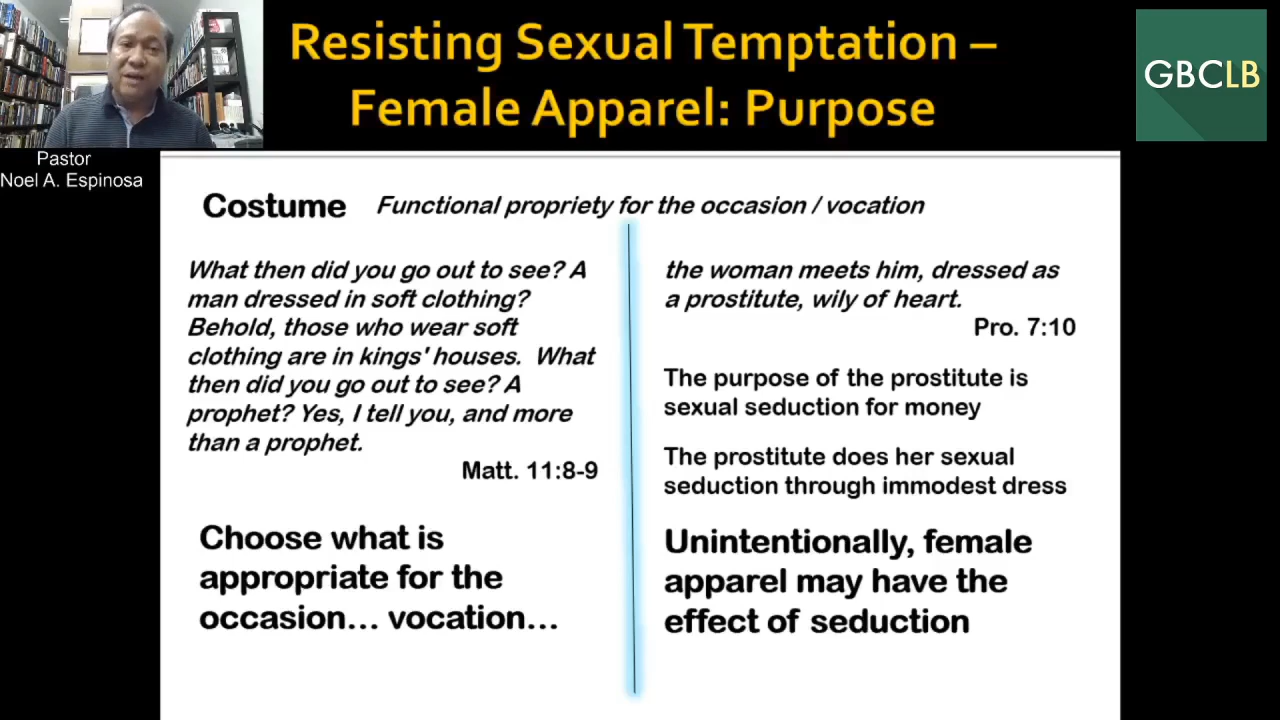 Resisting Sexual Temptation –
Female Apparel: Purpose
GBCLB
Pastor
Noel A. Espinosa
Costume Functional propriety for the occasion / vocation
What then did you go out to see? A
man dressed in soft clothing?
Behold, those who wear soft
clothing are in kings' houses. What
then did you go out to see? A
prophet? Yes, I tell you, and more
than a prophet.
Matt. 11:8-9
Choose what is
appropriate for the
occasion... vocation...
the woman meets him, dressed as
a prostitute, wily of heart.
Pro. 7:10
The purpose of the prostitute is
sexual seduction for money
The prostitute does her sexual
seduction through immodest dress
Unintentionally, female
apparel may have the
effect of seduction